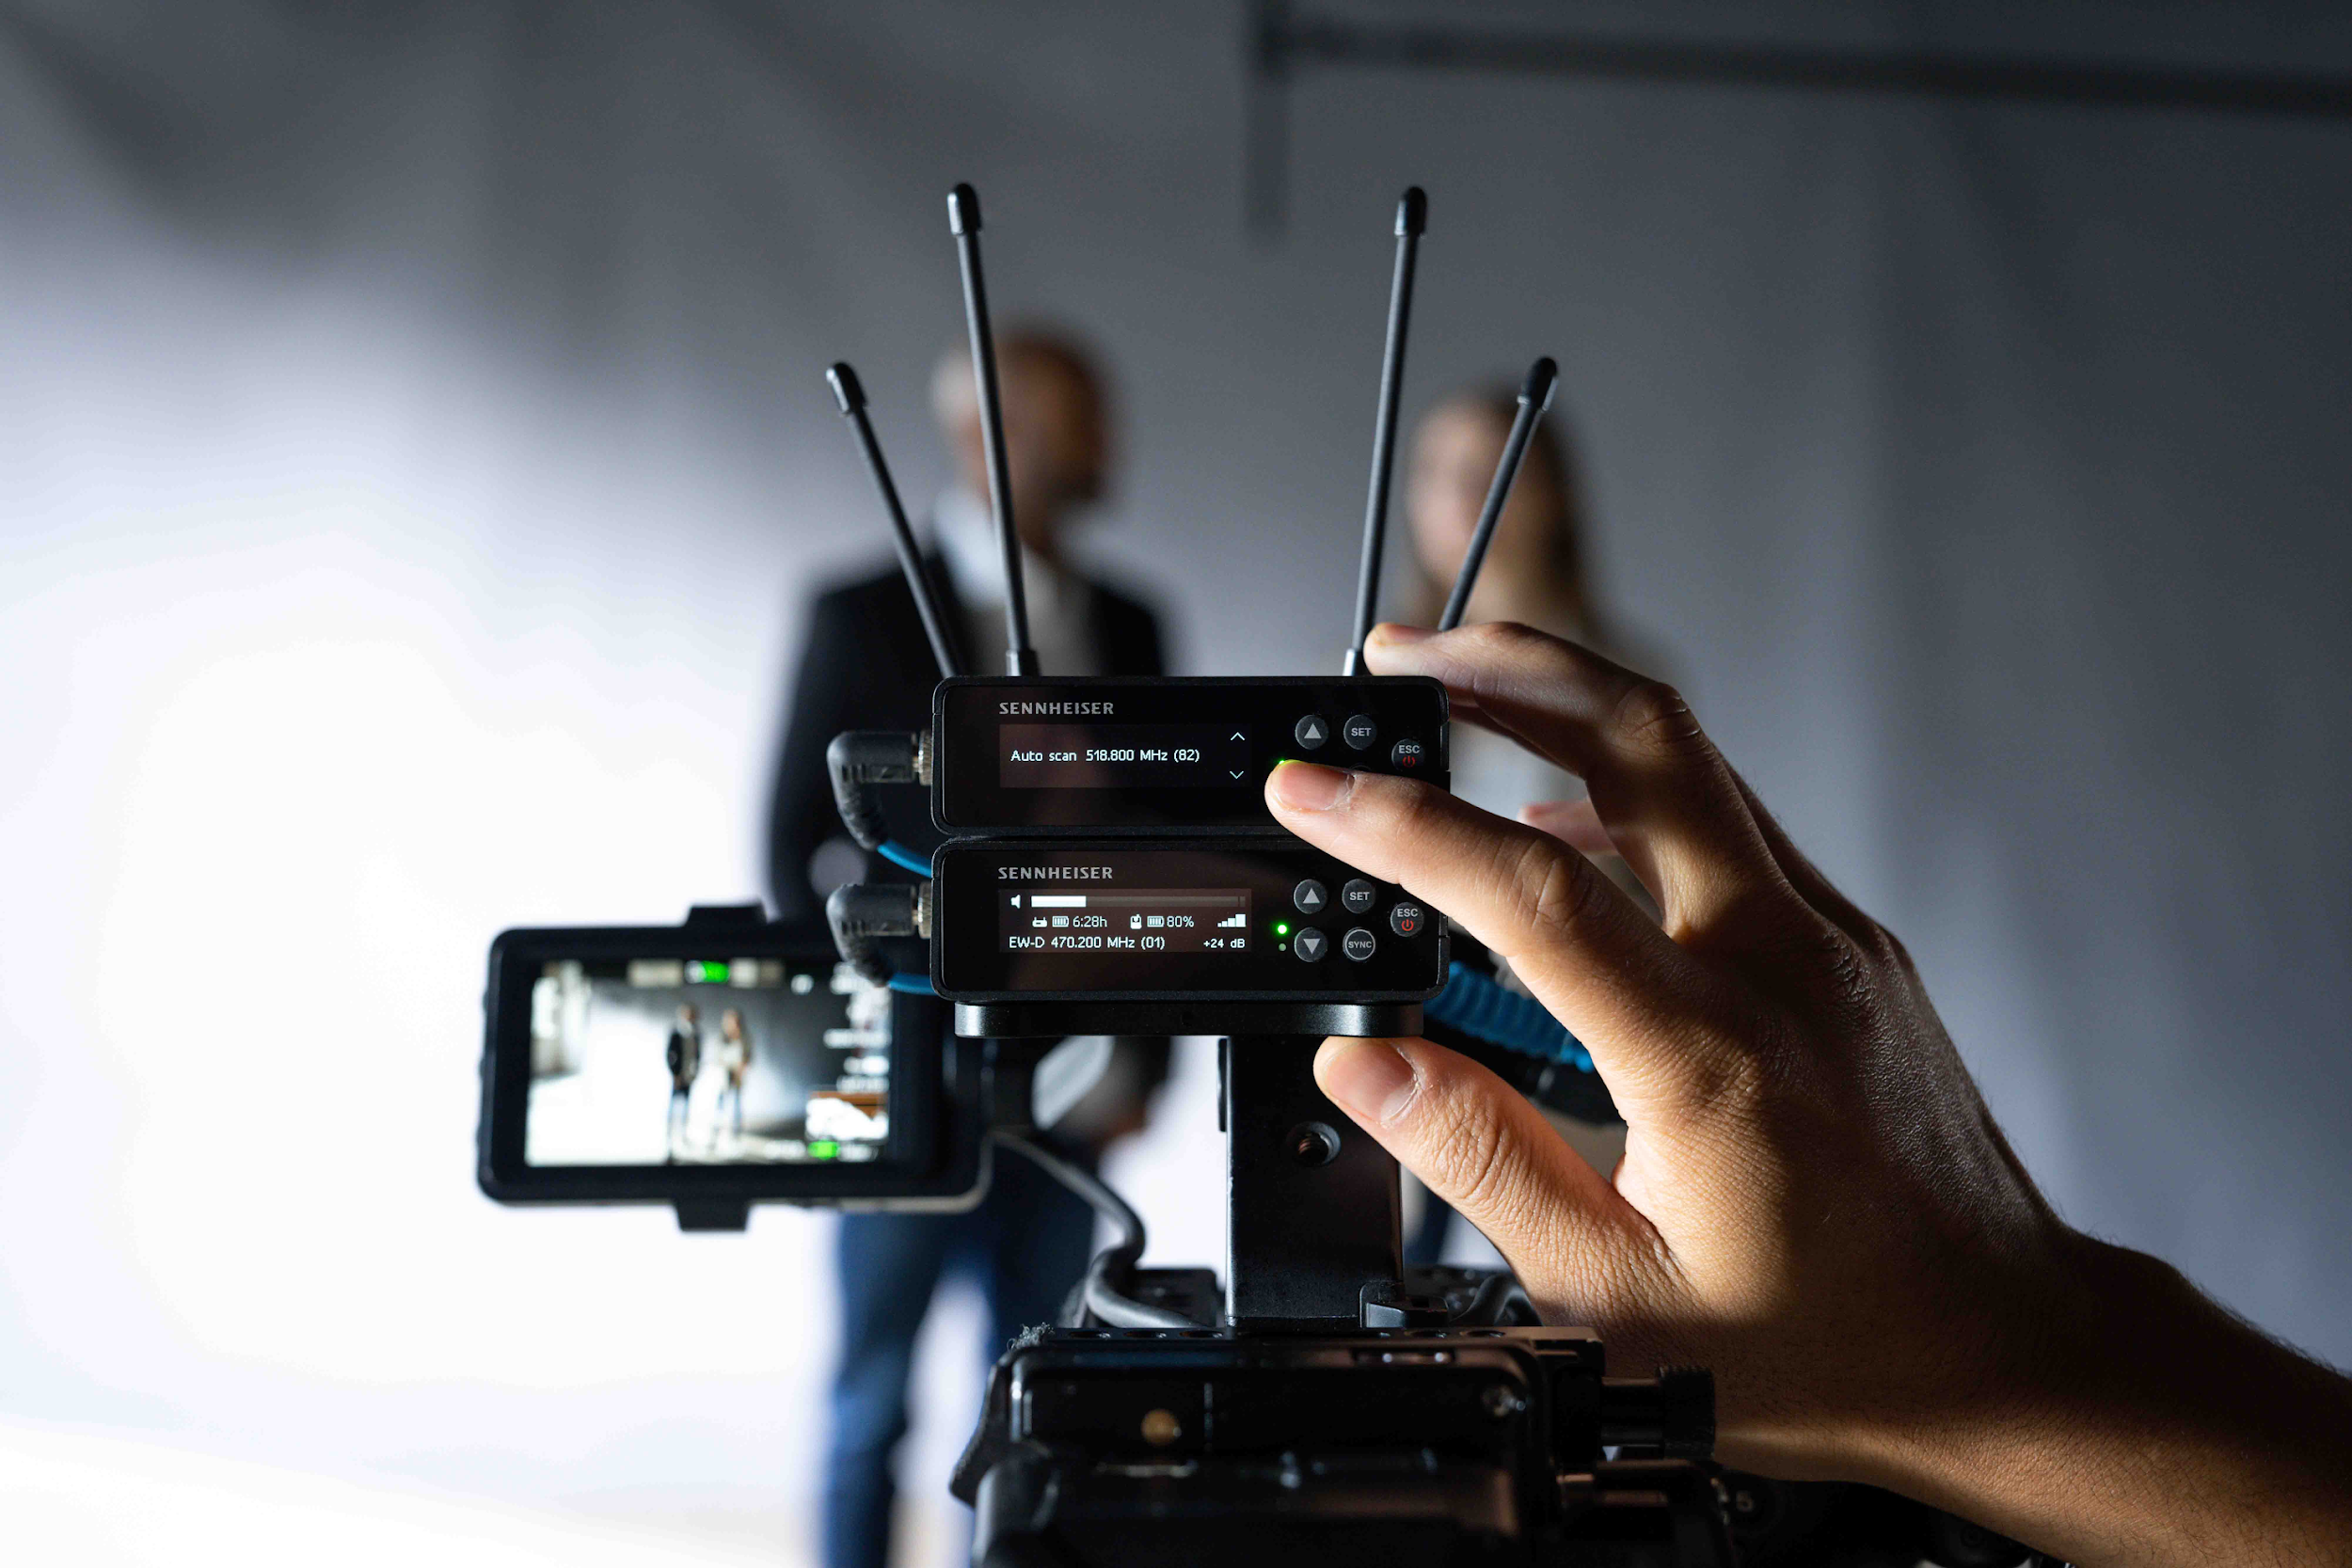 SENNHEISER
Auto scan 518.800 MHz (82)
SET
ESC
SENNHEISER
6:28h 80%
EW-D 470.200 MHz (01) +24 dB
SET
ESC
SYNC